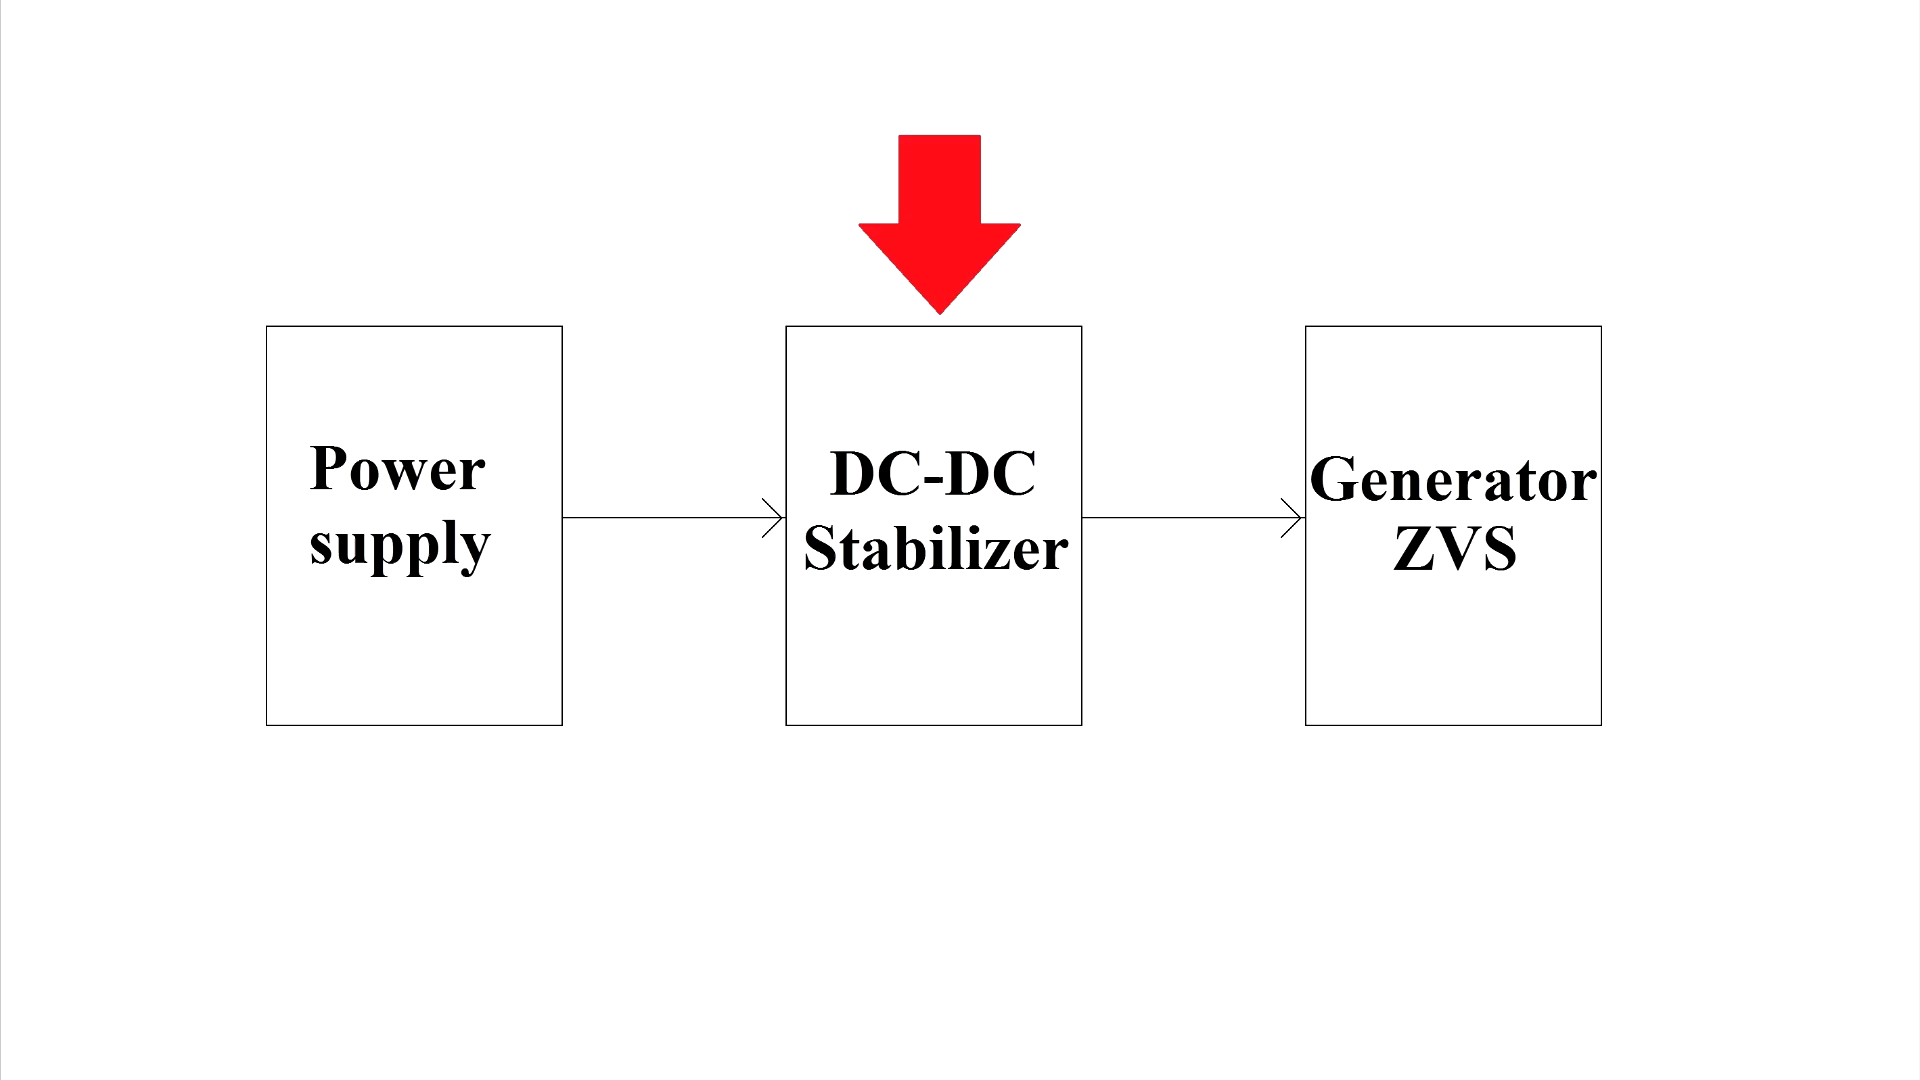 Power
supply
DC-DC
Stabilizer
Generator
ZVS